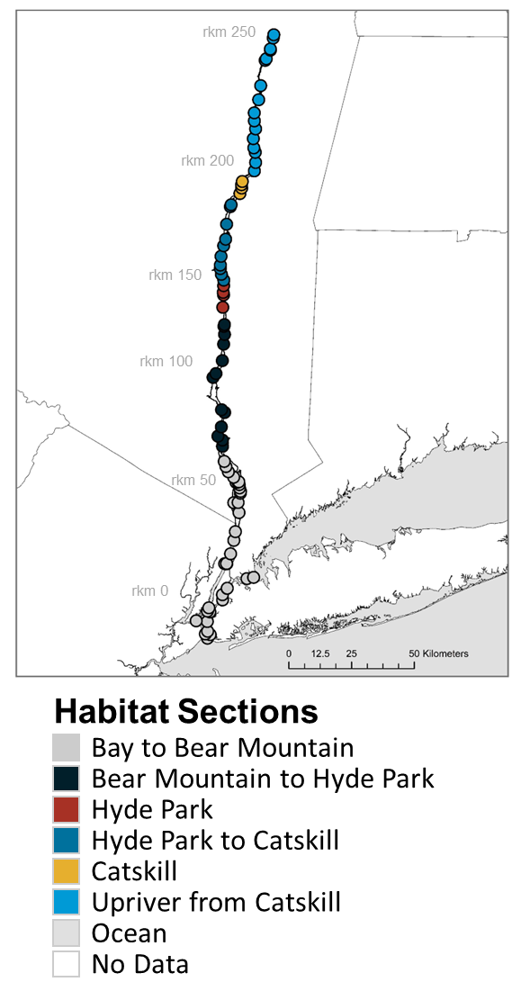 rkm 250
rkm 200
rkm 150
rkm 100
rkm 50
rkm 0
0 12.5 25 50 Kilometers
Habitat Sections
Bay to Bear Mountain
Bear Mountain to Hyde Park
Hyde Park
Hyde Park to Catskill
Catskill
Upriver from Catskill
Ocean
No Data